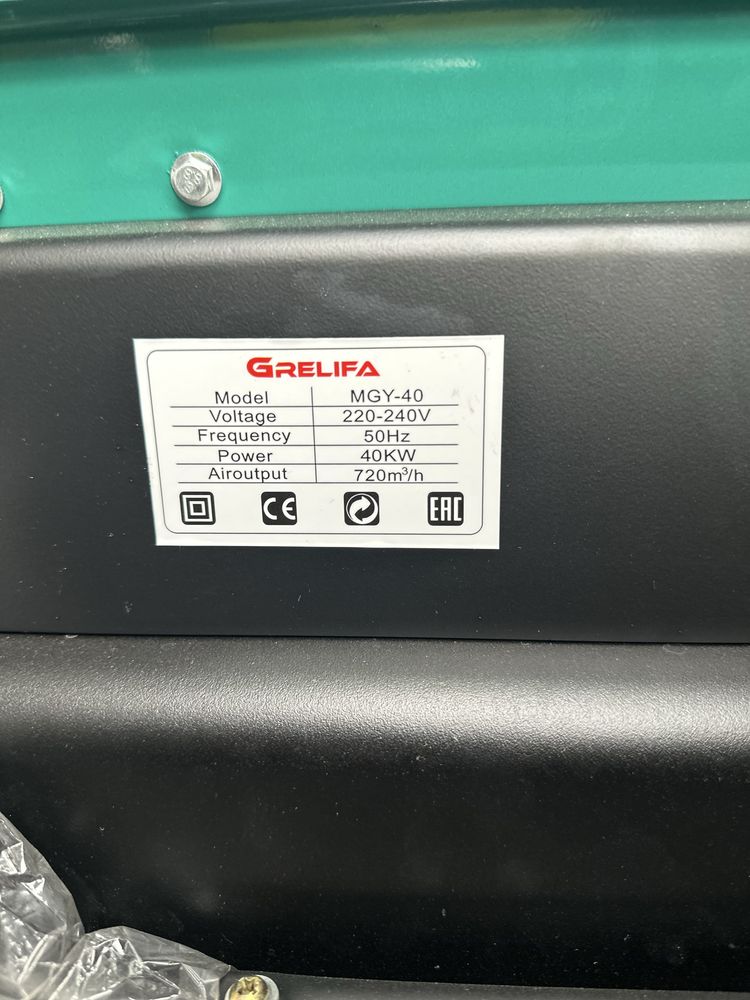 GRELIFA
Model MGY-40
Voltage 220-240V
Frequency 50Hz
Power 40KW
Airoutput 720m³/h
CE EAC